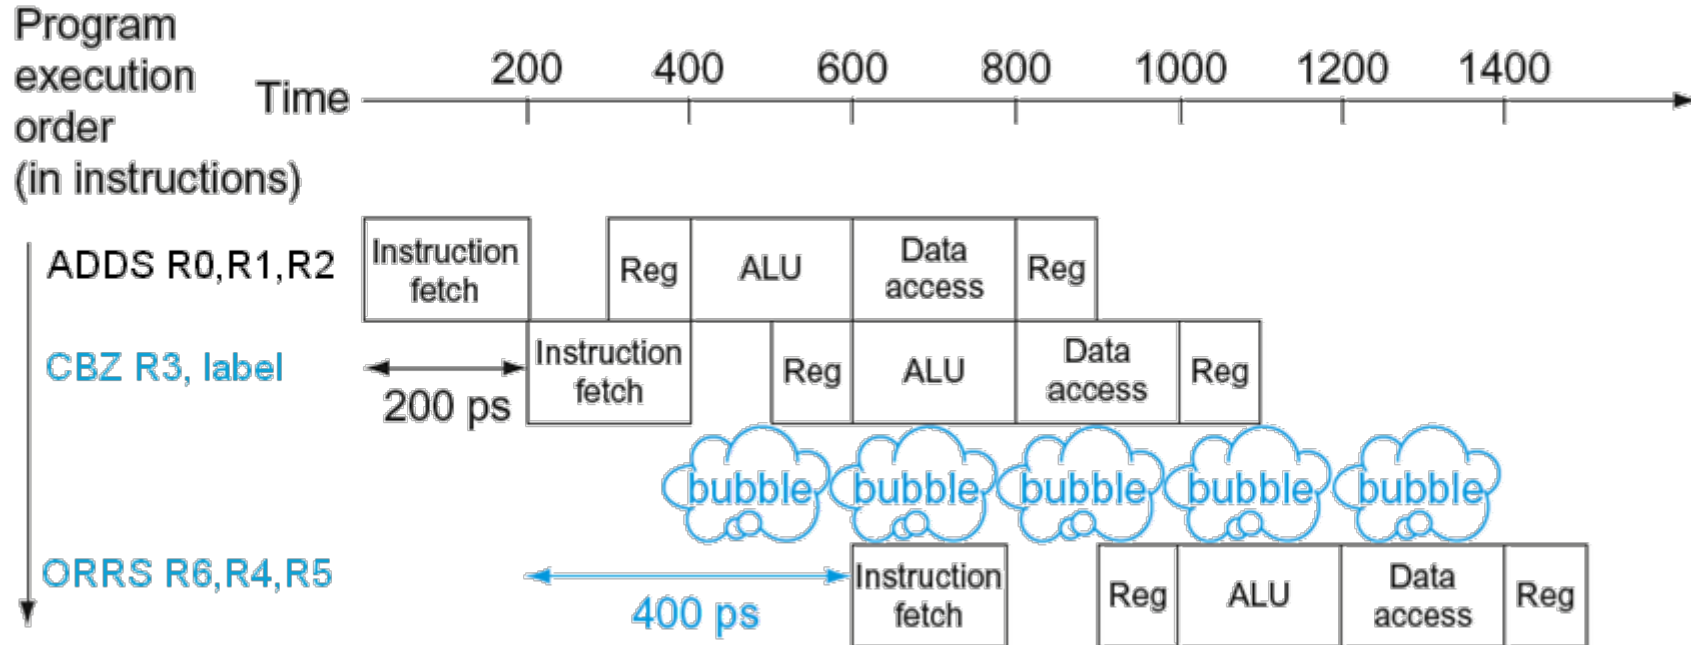 Program
execution
order
(in instructions)
Time
200 400 600 800 1000 1200 1400
ADDS R0,R1,R2
Instruction
fetch
Reg
ALU
Data
access
Reg
CBZ R3, label
200 ps
Instruction
fetch
Reg
ALU
Data
access
Reg
bubble bubble bubble bubble bubble
ORRS R6,R4,R5
400 ps
Instruction
fetch
Reg
ALU
Data
access
Reg